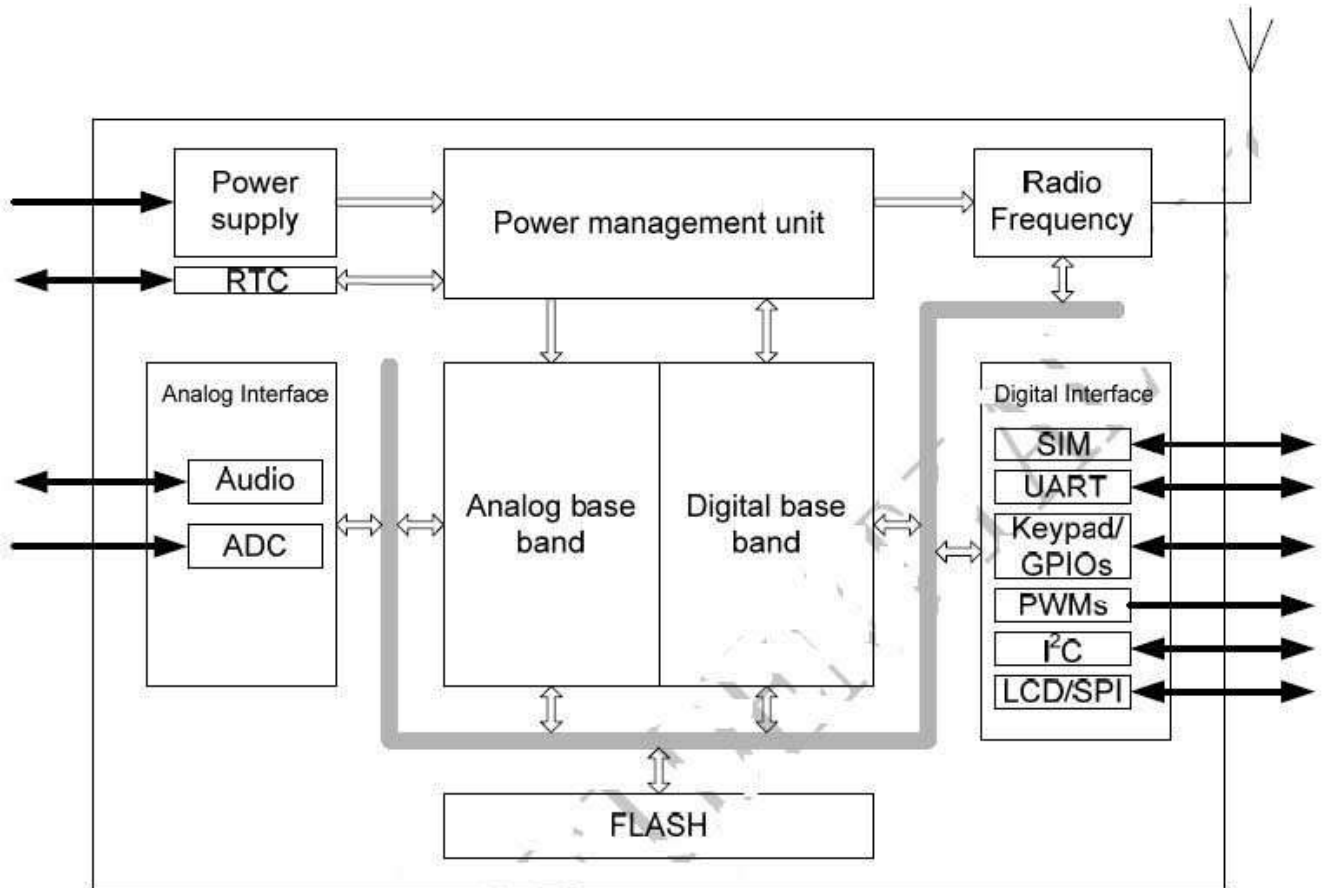 Power
supply
RTC
Power management unit
Radio
Frequency
Analog Interface
Audio
ADC
Analog base
band
Digital base
band
Digital Interface
SIM
UART
Keypad/
GPIOs
PWMs
I²C
LCD/SPI
FLASH